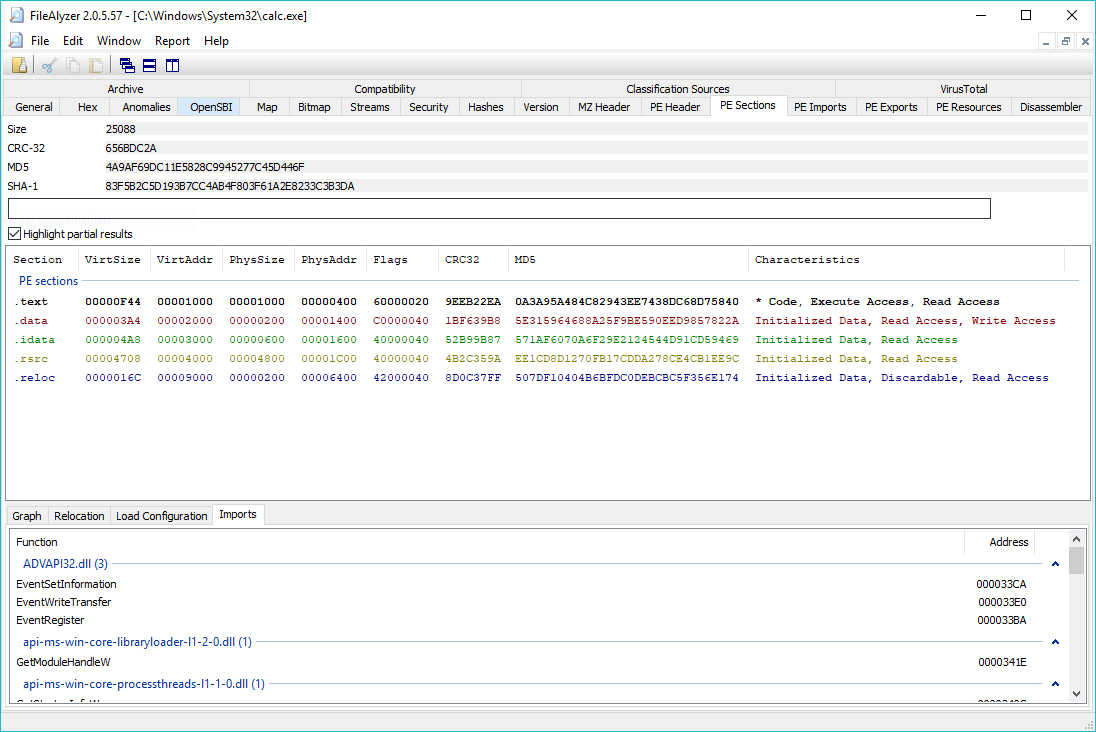 FileAlyzer 2.0.5.57 - [C:\Windows\System32\calc.exe]
File Edit Window Report Help
Archive Compatibility Classification Sources VirusTotal
General Hex Anomalies OpenSBI Map Bitmap Streams Security Hashes Version MZ Header PE Header PE Sections PE Imports PE Exports PE Resources Disassembler
Size 25088
CRC-32 656BDC2A
MD5 4A9AF69DC11E5828C9945277C45D446F
SHA-1 83F5B2C5D193B7CC4AB4F803F61A2E8233C3B3DA
Highlight partial results
Section VirtSize VirtAddr PhysSize PhysAddr Flags CRC32 MD5 Characteristics
PE sections
.text 00000F44 00001000 00001000 00000400 60000020 9EEB22EA 0A3A95A484C82943EE7438DC68D75840 * Code, Execute Access, Read Access
.data 000003A4 00002000 00000200 00001400 C0000040 1BF639B8 5E315964688A25F9BE590EED9857822A Initialized Data, Read Access, Write Access
.idata 000004A8 00003000 00000600 00001600 40000040 52B99B87 571AF6070A6F29E2124544D91CD59469 Initialized Data, Read Access
.rsrc 00004708 00004000 00004800 00001C00 40000040 4B2C359A EE1CD8D1270FB17CDDA278CE4CB1EE9C Initialized Data, Read Access
.reloc 0000016C 00009000 00000200 00006400 42000040 8D0C37FF 507DF10404B6BFDC0DEBCBC5F356E174 Initialized Data, Discardable, Read Access
Graph Relocation Load Configuration Imports
Function Address
ADVAPI32.dll (3)
EventSetInformation 000033CA
EventWriteTransfer 000033E0
EventRegister 000033BA
api-ms-win-core-libraryloader-l1-2-0.dll (1)
GetModuleHandleW 0000341E
api-ms-win-core-processthreads-l1-1-0.dll (1)